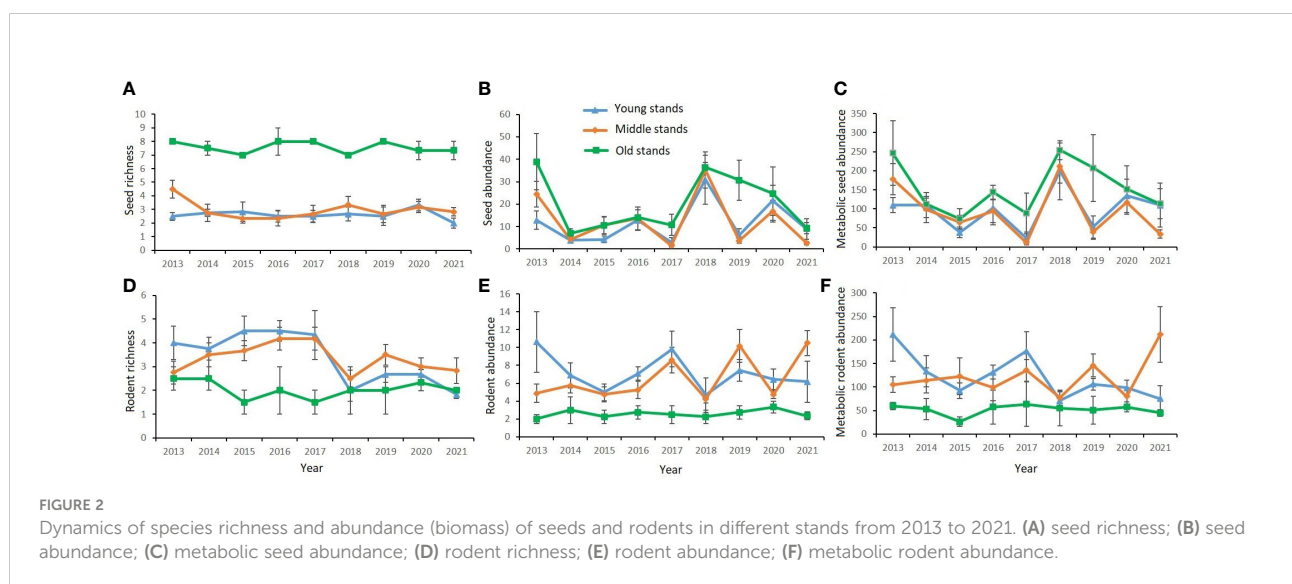 A
B
C
Young stands
Middle stands
Old stands
Seed richness
10
9
8
7
6
5
4
3
2
1
0
2013 2014 2015 2016 2017 2018 2019 2020 2021
Seed abundance
60
50
40
30
20
10
0
2013 2014 2015 2016 2017 2018 2019 2020 2021
Metabolic seed abundance
350
300
250
200
150
100
50
0
2013 2014 2015 2016 2017 2018 2019 2020 2021
D
E
F
Rodent richness
6
5
4
3
2
1
0
2013 2014 2015 2016 2017 2018 2019 2020 2021
Year
Rodent abundance
16
14
12
10
8
6
4
2
0
2013 2014 2015 2016 2017 2018 2019 2020 2021
Year
Metabolic rodent abundance
300
250
200
150
100
50
0
2013 2014 2015 2016 2017 2018 2019 2020 2021
Year
FIGURE 2
Dynamics of species richness and abundance (biomass) of seeds and rodents in different stands from 2013 to 2021. (A) seed richness; (B) seed
abundance; (C) metabolic seed abundance; (D) rodent richness; (E) rodent abundance; (F) metabolic rodent abundance.